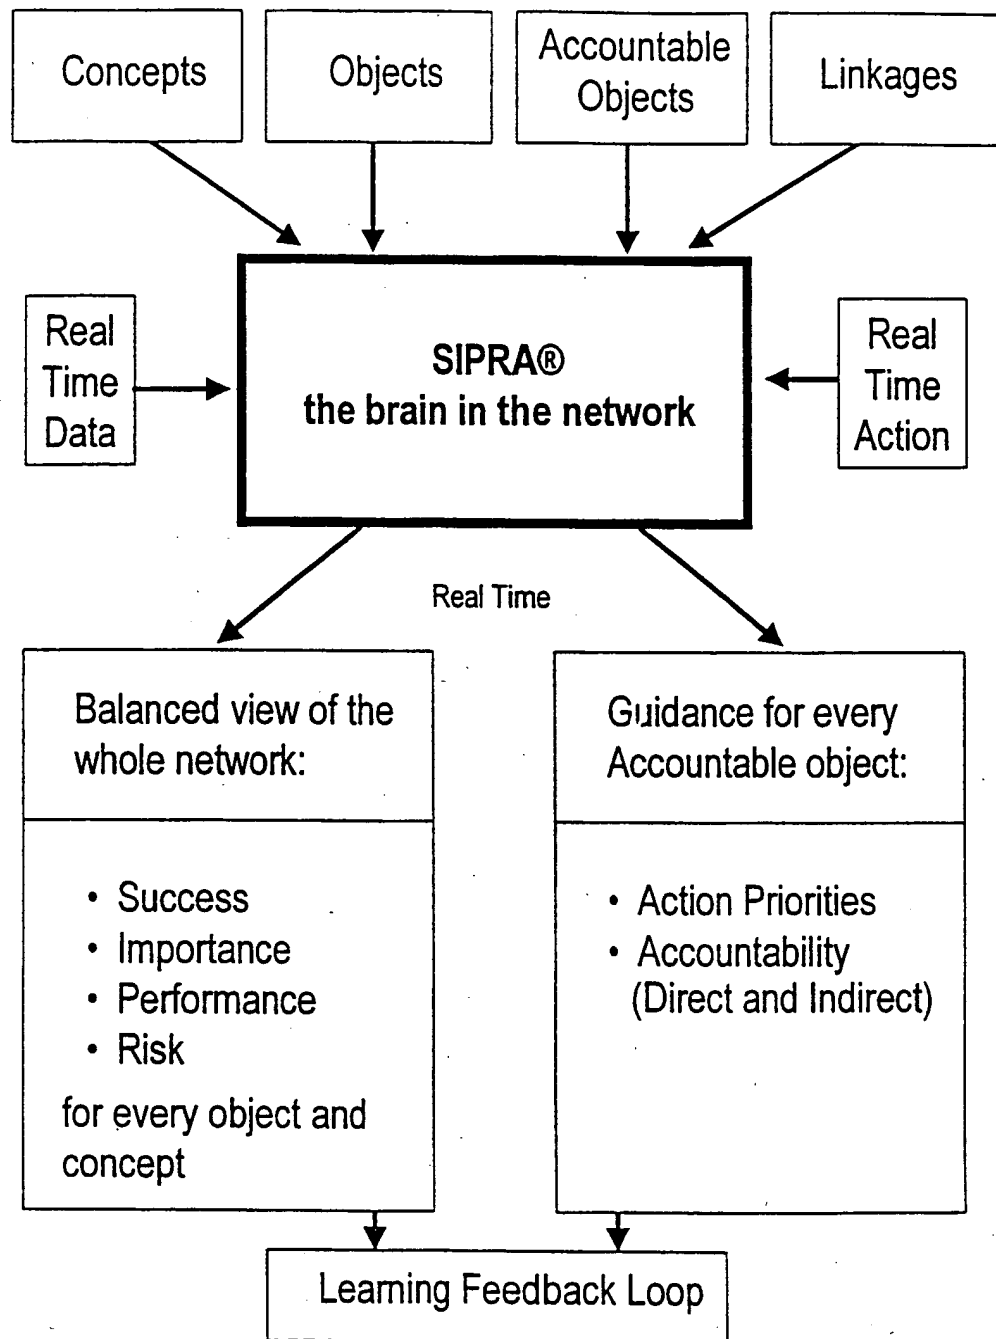 Concepts
Objects
Accountable
Objects
Linkages
Real
Time
Data
SIPRA®
the brain in the network
Real
Time
Action
Real Time
Balanced view of the
whole network:
• Success
• Importance
• Performance
• Risk
for every object and
concept
Guidance for every
Accountable object:
• Action Priorities
• Accountability
(Direct and Indirect)
Learning Feedback Loop